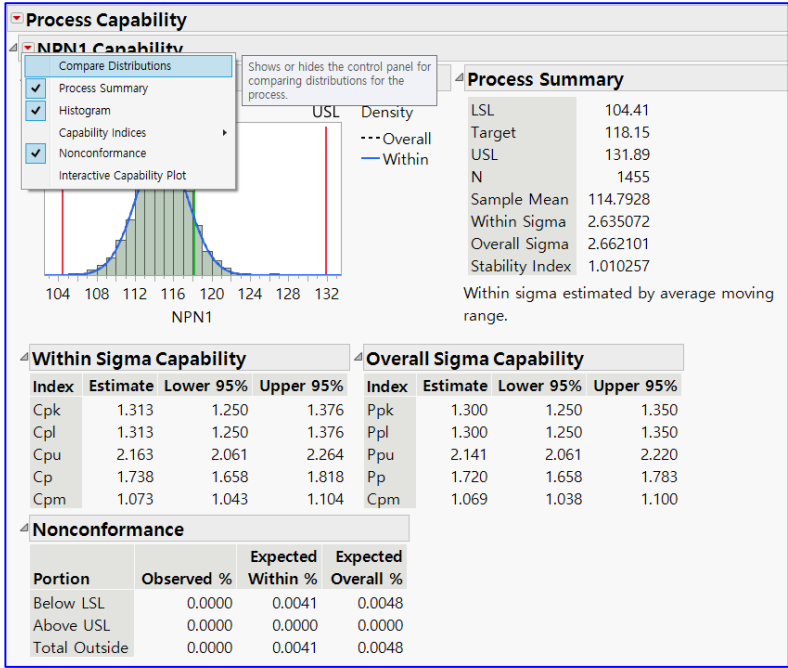 Process Capability
NPN1 Capability
Compare Distributions
Process Summary
Histogram
Capability Indices
Nonconformance
Interactive Capability Plot
Shows or hides the control panel for
comparing distributions for the
process.
USL
Density
Overall
Within
104 108 112 116 120 124 128 132
NPN1
Process Summary
LSL 104.41
Target 118.15
USL 131.89
N 1455
Sample Mean 114.7928
Within Sigma 2.635072
Overall Sigma 2.662101
Stability Index 1.010257
Within sigma estimated by average moving
range.
Within Sigma Capability
Index Estimate Lower 95% Upper 95%
Cpk 1.313 1.250 1.376
Cpl 1.313 1.250 1.376
Cpu 2.163 2.061 2.264
Cp 1.738 1.658 1.818
Cpm 1.073 1.043 1.104
Overall Sigma Capability
Index Estimate Lower 95% Upper 95%
Ppk 1.300 1.250 1.350
Ppl 1.300 1.250 1.350
Ppu 2.141 2.061 2.220
Pp 1.720 1.658 1.783
Cpm 1.069 1.038 1.100
Nonconformance
Expected Expected
Portion Observed % Within % Overall %
Below LSL 0.0000 0.0041 0.0048
Above USL 0.0000 0.0000 0.0000
Total Outside 0.0000 0.0041 0.0048